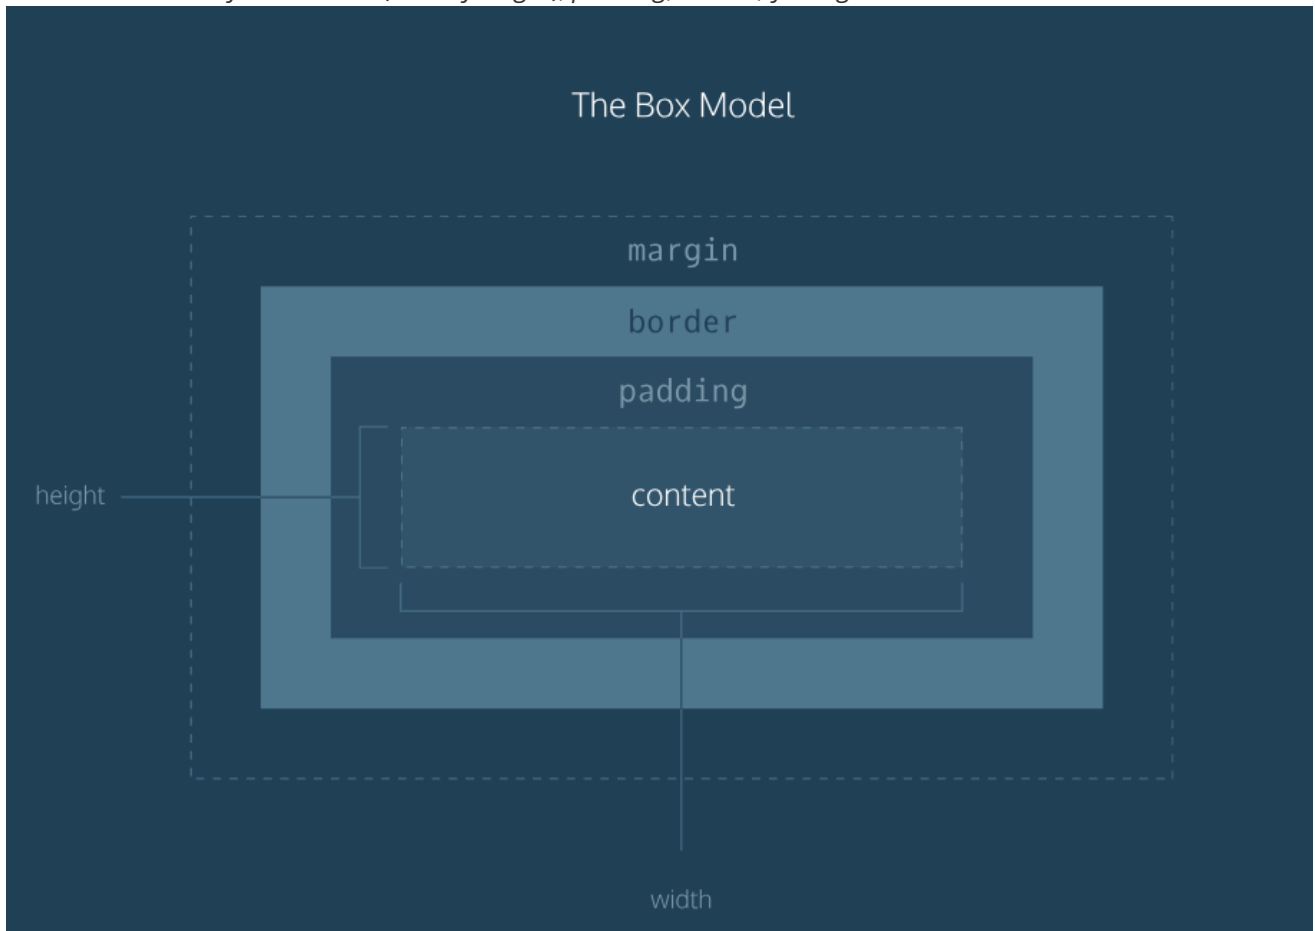 The Box Model
margin
border
padding
content
height
width